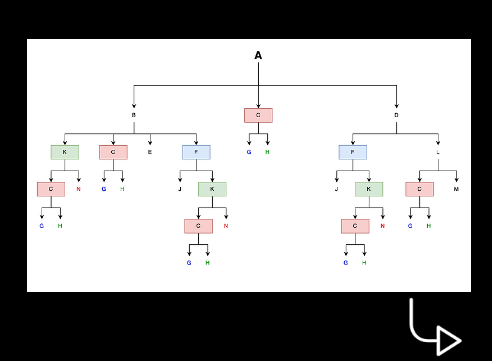 A
B C D
K C E F G H F L
C N G H J K J K C M
G H C N C N G H
G H G H